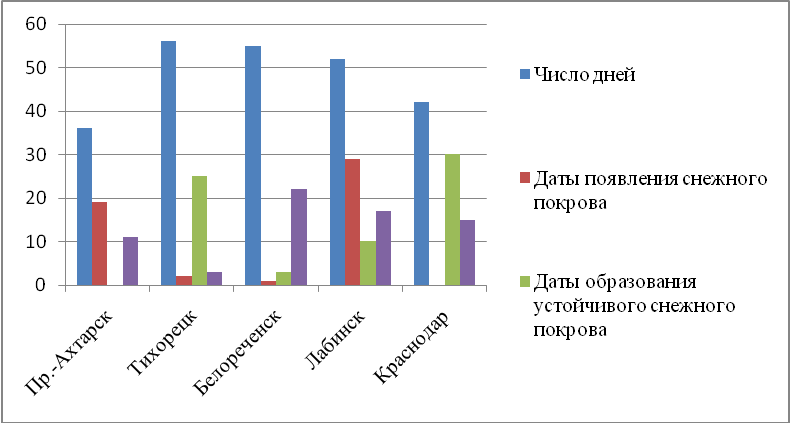 60
50
40
30
20
10
0
Пр.-Ахтарск
Тихорецк
Белореченск
Лабинск
Краснодар
Число дней
Даты появления снежного
покрова
Даты образования
устойчивого снежного
покрова